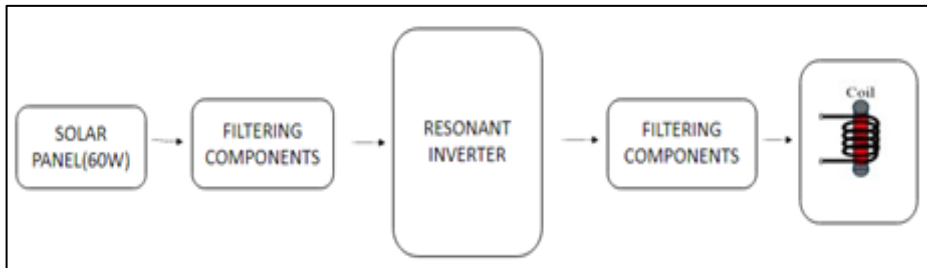 SOLAR
PANEL(60W)
FILTERING
COMPONENTS
RESONANT
INVERTER
FILTERING
COMPONENTS
Coil